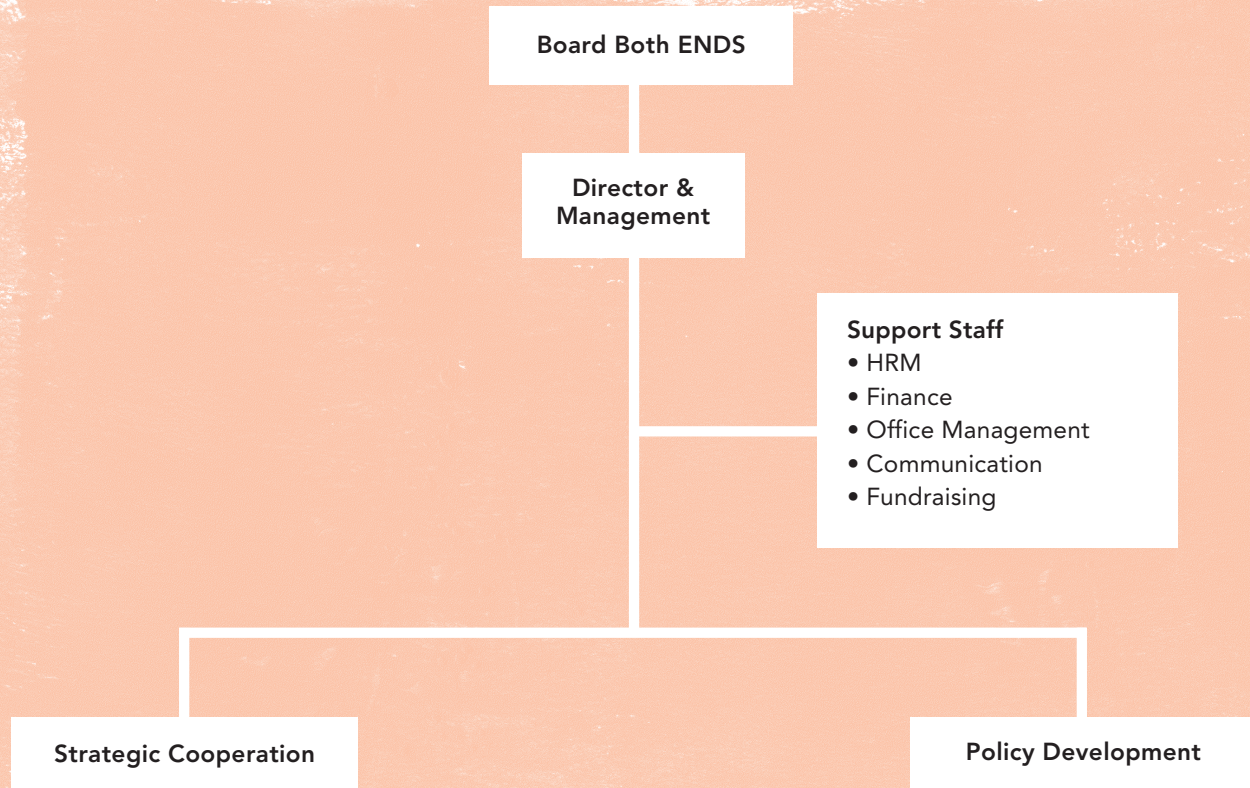 Board Both ENDS
Director &
Management
Support Staff
• HRM
• Finance
• Office Management
• Communication
• Fundraising
Strategic Cooperation
Policy Development